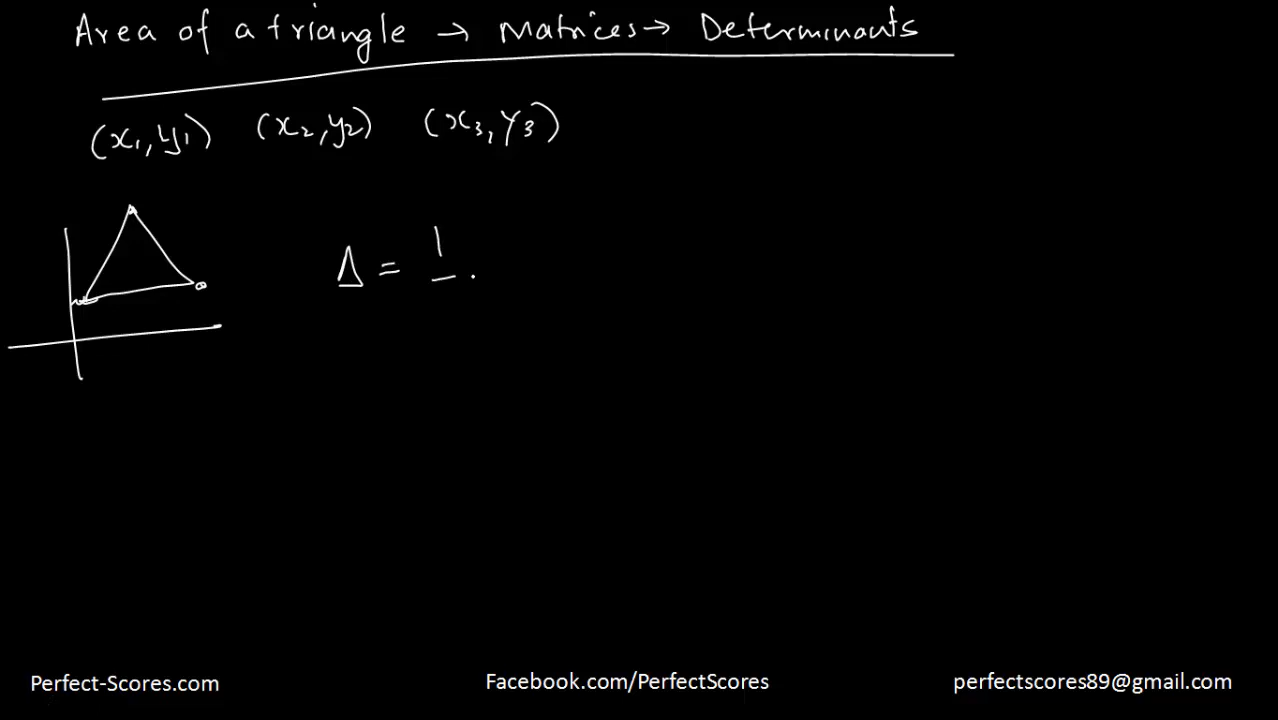 Area of a triangle → Matrices → Determinants
(x₁,y₁) (x₂,y₂) (x₃,y₃)
Δ = 1
Perfect-Scores.com Facebook.com/PerfectScores perfectscores89@gmail.com